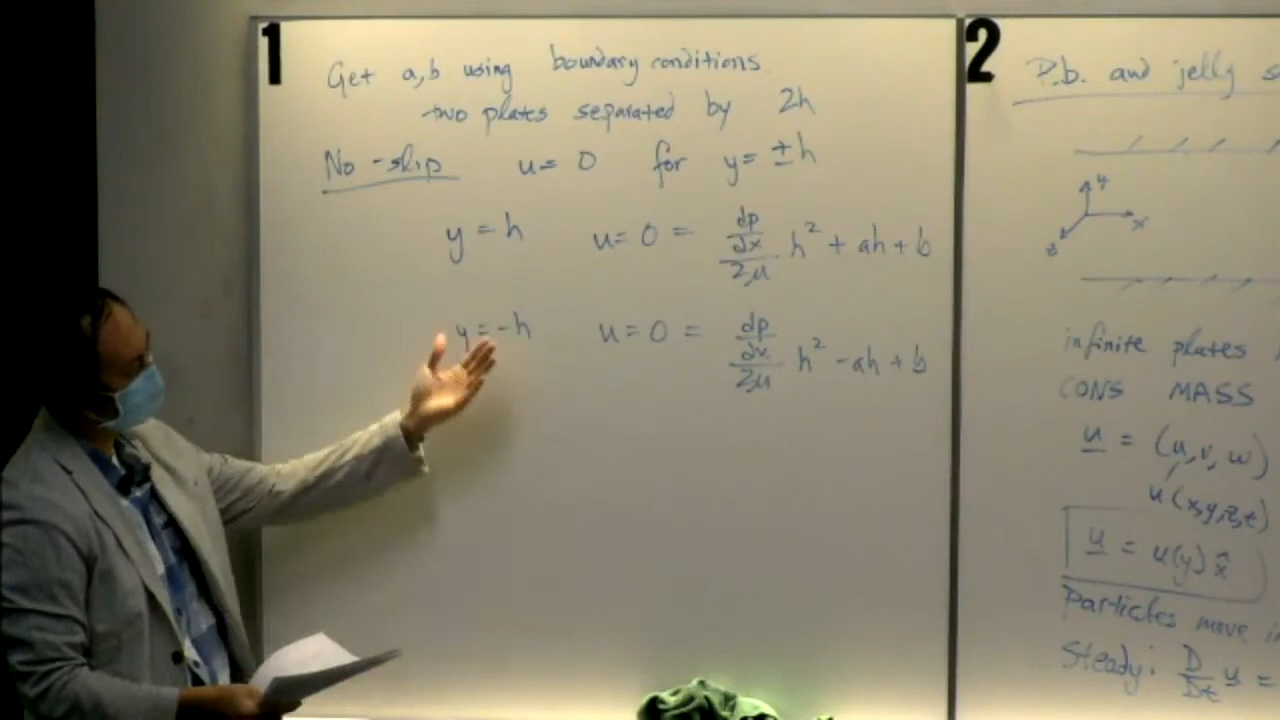 1
Get a,b using boundary conditions
two plates separated by 2h
No-slip u = 0 for y = ±h
y = h u = 0 = dp/dx / 2μ h² + ah + b
y = -h u = 0 = dp/dx / 2μ h² - ah + b
2
P.b. and jelly
y
x
z
infinite plates
CONS MASS
u = (u, v, w)
u(x,y,z,t)
u = u(y) x̂
Particles move
Steady: D/Dt u =